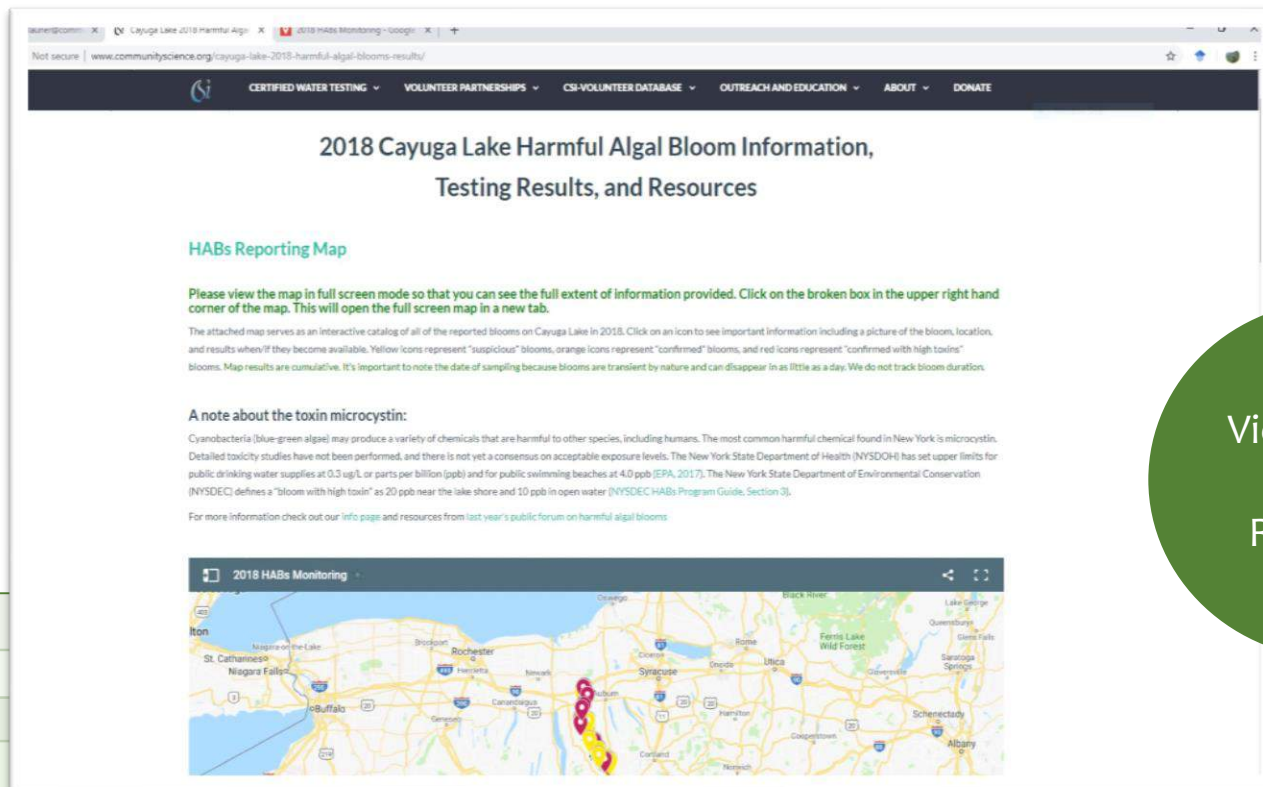 Cayuga Lake 2018 Harmful Alga
2018 HABs Monitoring - Google
Not secure | www.communityscience.org/cayuga-lake-2018-harmful-algal-blooms-results/
CSi
CERTIFIED WATER TESTING
VOLUNTEER PARTNERSHIPS
CSI-VOLUNTEER DATABASE
OUTREACH AND EDUCATION
ABOUT
DONATE
2018 Cayuga Lake Harmful Algal Bloom Information,
Testing Results, and Resources
HABs Reporting Map
Please view the map in full screen mode so that you can see the full extent of information provided. Click on the broken box in the upper right hand
corner of the map. This will open the full screen map in a new tab.
The attached map serves as an interactive catalog of all of the reported blooms on Cayuga Lake in 2018. Click on an icon to see important information including a picture of the bloom, location,
and results when/if they become available. Yellow icons represent "suspicious" blooms, orange icons represent "confirmed" blooms, and red icons represent "confirmed with high toxins"
blooms. Map results are cumulative. It's important to note the date of sampling because blooms are transient by nature and can disappear in as little as a day. We do not track bloom duration.
A note about the toxin microcystin:
Cyanobacteria (blue-green algae) may produce a variety of chemicals that are harmful to other species, including humans. The most common harmful chemical found in New York is microcystin.
Detailed toxicity studies have not been performed, and there is not yet a consensus on acceptable exposure levels. The New York State Department of Health (NYSDOH) has set upper limits for
public drinking water supplies at 0.3 ug/L or parts per billion (ppb) and for public swimming beaches at 4.0 ppb (EPA, 2017). The New York State Department of Environmental Conservation
(NYSDEC) defines a "bloom with high toxin" as 20 ppb near the lake shore and 10 ppb in open water (NYSDEC HABs Program Guide, Section 3).
For more information check out our info page and resources from last year's public forum on harmful algal blooms
2018 HABs Monitoring
Oswego
Black River
Lake George
Queensbury
Glens Falls
lton
Niagara-on-the-Lake
Brockport
Rochester
Rome
Ferris Lake
Wild Forest
St. Catharines
Niagara Falls
Henrietta
Newark
Cicero
Syracuse
Oneida
Utica
Gloversville
Saratoga
Springs
Buffalo
Geneseo
Canandaigua
Auburn
Hamilton
Cooperstown
Schenectady
Albany
Cortland
Norwich
Vi